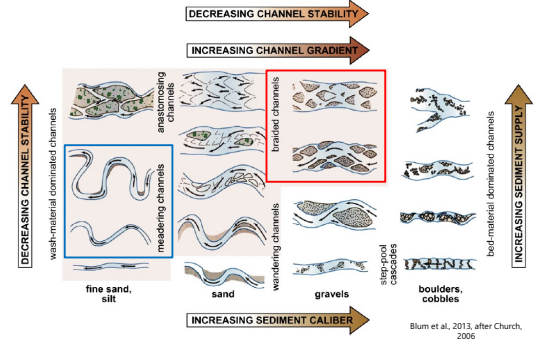 DECREASING CHANNEL STABILITY
INCREASING CHANNEL GRADIENT
DECREASING CHANNEL STABILITY
wash-material dominated channels
anastomosing
channels
meadering channels
braided channels
wandering channels
step-pool
cascades
bed-material dominated channels
INCREASING SEDIMENT SUPPLY
fine sand,
silt
sand
gravels
boulders,
cobbles
INCREASING SEDIMENT CALIBER
Blum et al., 2013, after Church,
2006